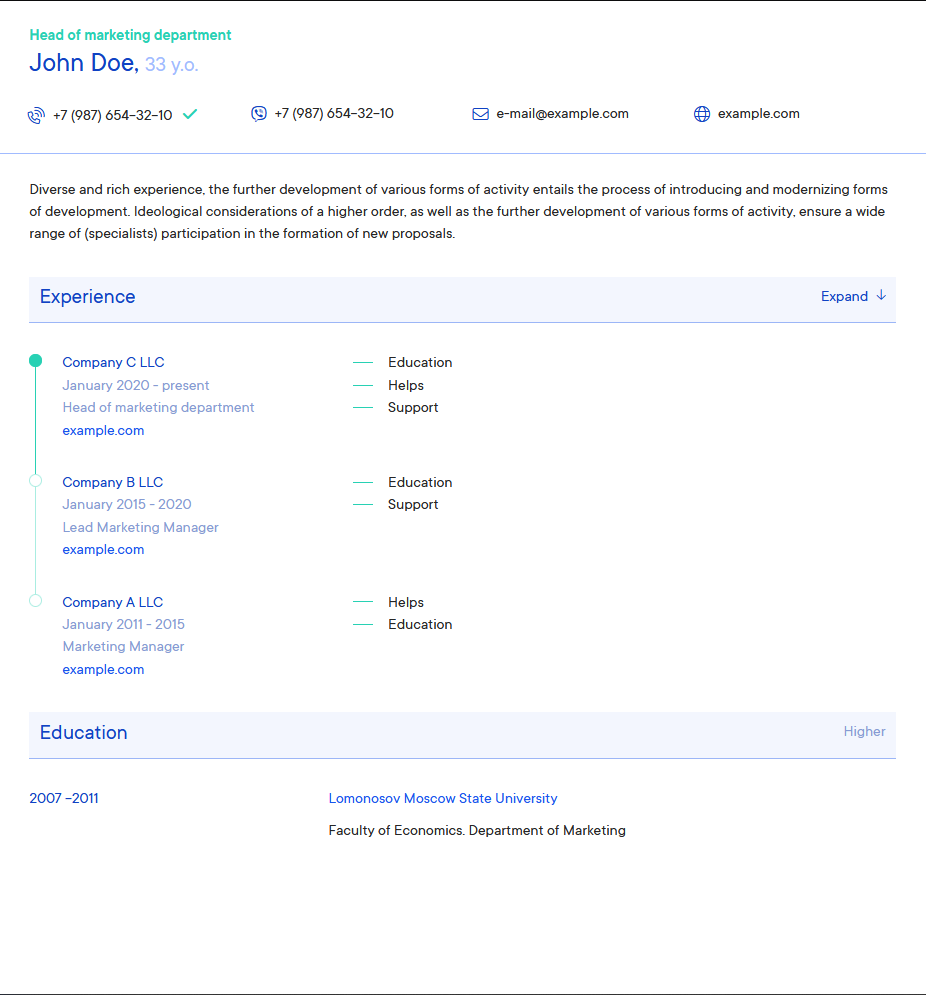 Head of marketing department
John Doe, 33 y.o.
+7 (987) 654-32-10 +7 (987) 654-32-10 e-mail@example.com example.com
Diverse and rich experience, the further development of various forms of activity entails the process of introducing and modernizing forms
of development. Ideological considerations of a higher order, as well as the further development of various forms of activity, ensure a wide
range of (specialists) participation in the formation of new proposals.
Experience Expand ↓
Company C LLC — Education
January 2020 - present — Helps
Head of marketing department — Support
example.com
Company B LLC — Education
January 2015 - 2020 — Support
Lead Marketing Manager
example.com
Company A LLC — Helps
January 2011 - 2015 — Education
Marketing Manager
example.com
Education Higher
2007 –2011 Lomonosov Moscow State University
Faculty of Economics. Department of Marketing